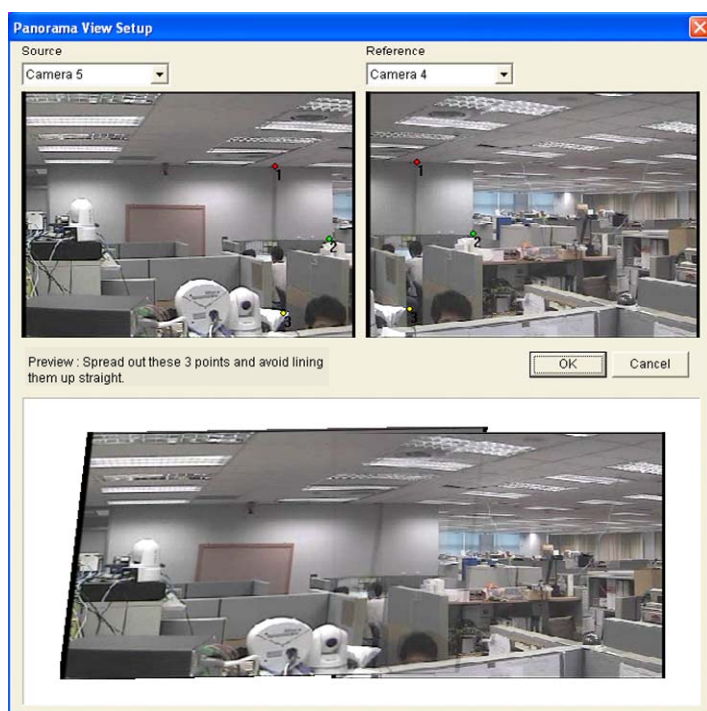 Panorama View Setup
Source
Reference
Camera 5
Camera 4
1
2
3
1
2
3
Preview : Spread out these 3 points and avoid lining
them up straight.
OK
Cancel